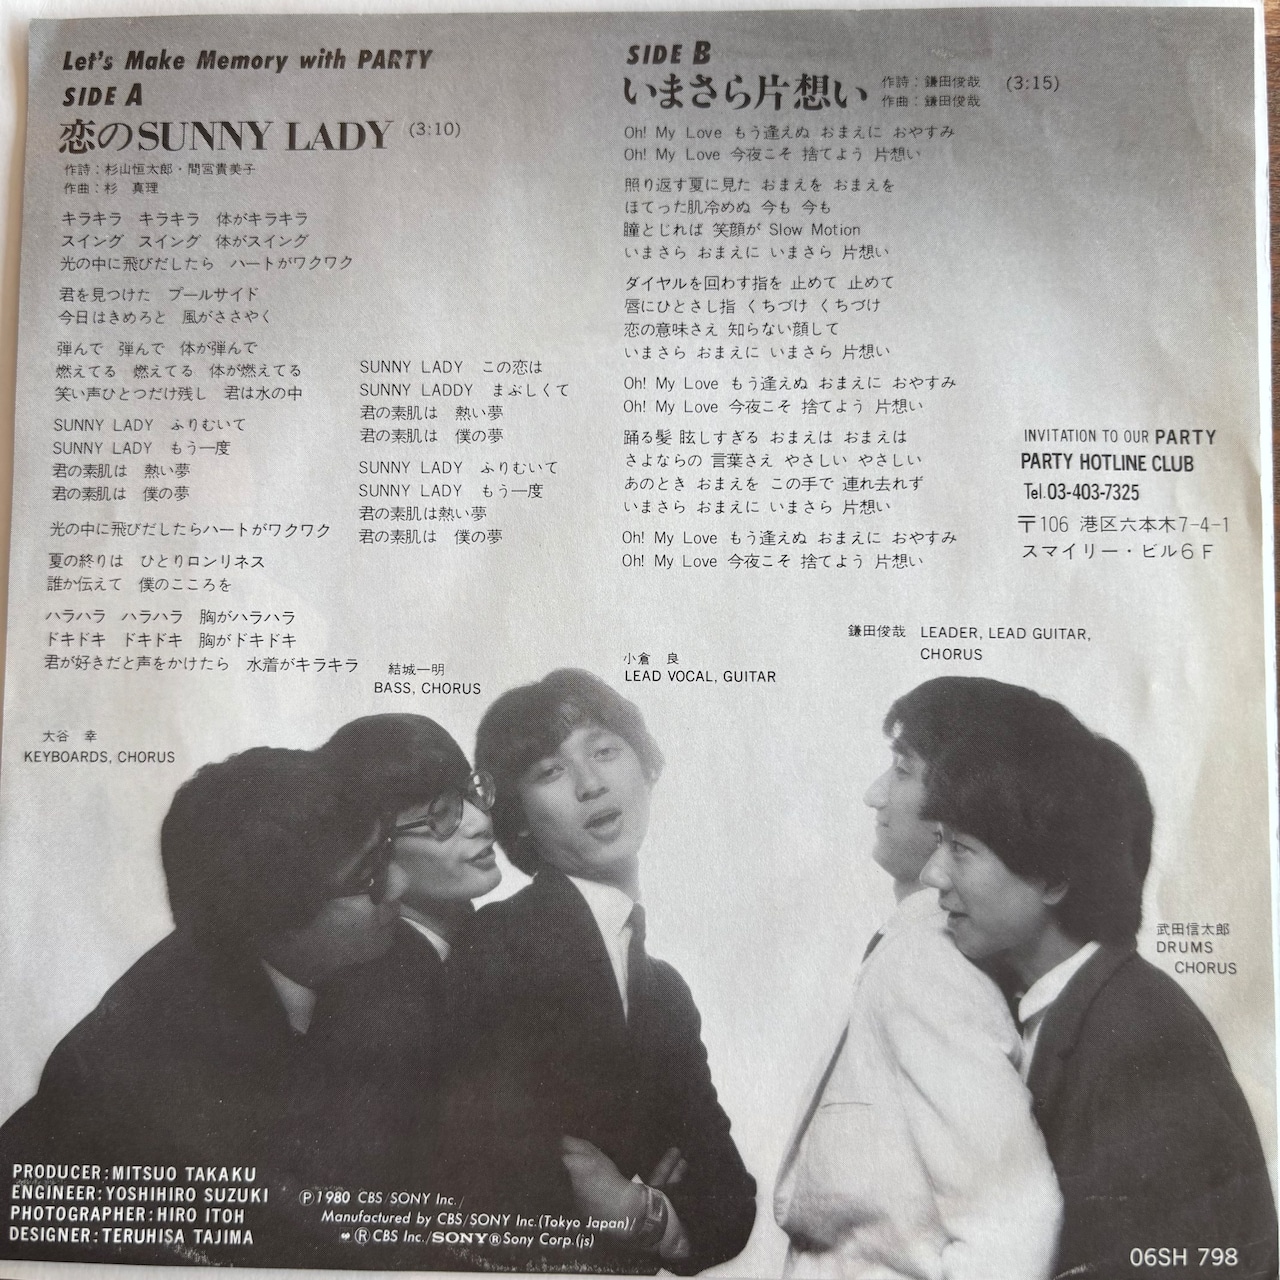 Let's Make Memory with PARTY
SIDE A
恋のSUNNY LADY (3:10)
作詩：杉山恒太郎・間宮貴美子
作曲：杉　真理
キラキラ　キラキラ　体がキラキラ
スイング　スイング　体がスイング
光の中に飛びだしたら　ハートがワクワク
君を見つけた　プールサイド
今日はきめろと　風がささやく
弾んで　弾んで　体が弾んで
燃えてる　燃えてる　体が燃えてる
笑い声ひとつだけ残し　君は水の中
SUNNY LADY　ふりむいて
SUNNY LADY　もう一度
君の素肌は　熱い夢
君の素肌は　僕の夢
光の中に飛びだしたらハートがワクワク
夏の終りは　ひとりロンリネス
誰か伝えて　僕のこころを
ハラハラ　ハラハラ　胸がハラハラ
ドキドキ　ドキドキ　胸がドキドキ
君が好きだと声をかけたら　水着がキラキラ
SUNNY LADY　この恋は
SUNNY LADDY　まぶしくて
君の素肌は　熱い夢
君の素肌は　僕の夢
SUNNY LADY　ふりむいて
SUNNY LADY　もう一度
君の素肌は熱い夢
君の素肌は　僕の夢
SIDE B
いまさら片想い 作詩：鎌田俊哉 (3:15)
作曲：鎌田俊哉
Oh! My Love もう逢えぬ おまえに おやすみ
Oh! My Love 今夜こそ 捨てよう 片想い
照り返す夏に見た おまえを おまえを
ほてった肌冷めぬ 今も 今も
瞳とじれば 笑顔が Slow Motion
いまさら おまえに いまさら 片想い
ダイヤルを回わす指を 止めて 止めて
唇にひとさし指 くちづけ くちづけ
恋の意味さえ 知らない顔して
いまさら おまえに いまさら 片想い
Oh! My Love もう逢えぬ おまえに おやすみ
Oh! My Love 今夜こそ 捨てよう 片想い
踊る髪 眩しすぎる おまえは おまえは
さよならの 言葉さえ やさしい やさしい
あのとき おまえを この手で 連れ去れず
いまさら おまえに いまさら 片想い
Oh! My Love もう逢えぬ おまえに おやすみ
Oh! My Love 今夜こそ 捨てよう 片想い
INVITATION TO OUR PARTY
PARTY HOTLINE CLUB
Tel.03-403-7325
〒106 港区六本木7-4-1
スマイリー・ビル6F
大谷　幸
KEYBOARDS, CHORUS
結城一明
BASS, CHORUS
小倉　良
LEAD VOCAL, GUITAR
鎌田俊哉 LEADER, LEAD GUITAR,
CHORUS
武田信太郎
DRUMS
CHORUS
PRODUCER:MITSUO TAKAKU
ENGINEER:YOSHIHIRO SUZUKI
PHOTOGRAPHER:HIRO ITOH
DESIGNER:TERUHISA TAJIMA
Ⓟ1980 CBS/SONY Inc./
Manufactured by CBS/SONY Inc.(Tokyo Japan)/
Ⓡ CBS Inc./SONY Ⓡ Sony Corp.(js)
06SH 798